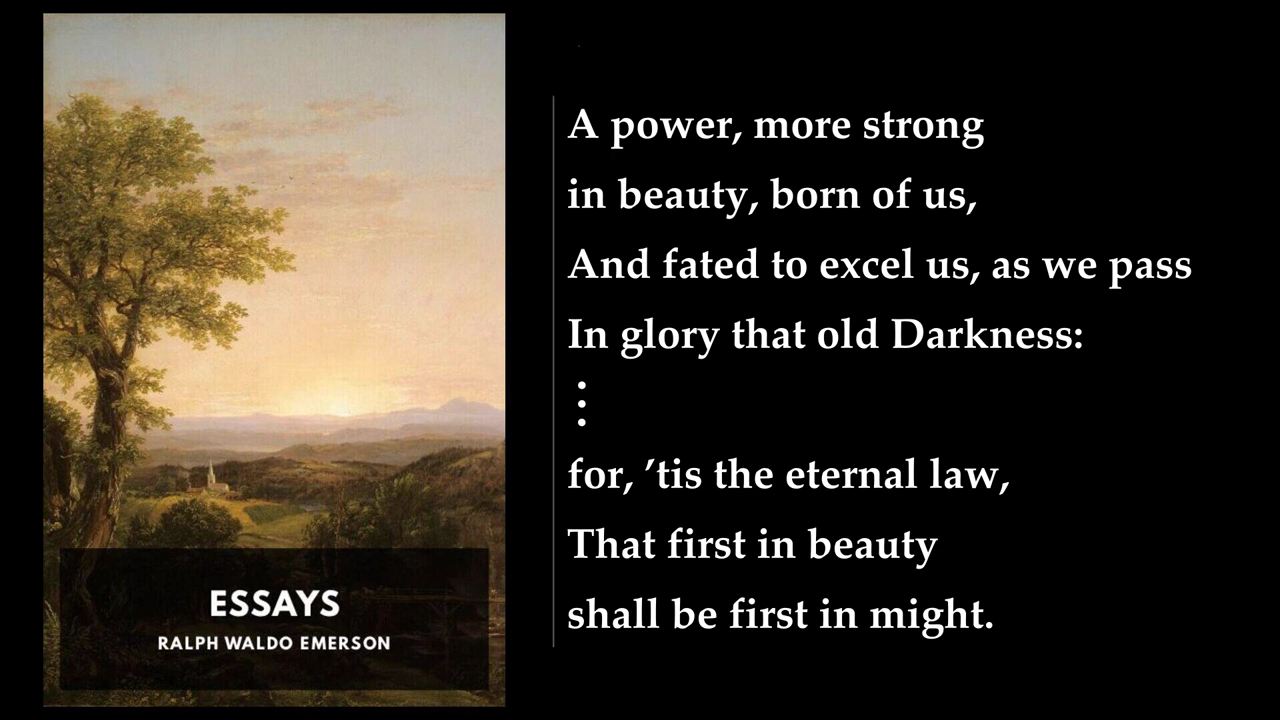 ESSAYS
RALPH WALDO EMERSON
A power, more strong
in beauty, born of us,
And fated to excel us, as we pass
In glory that old Darkness:
⋮
for, ’tis the eternal law,
That first in beauty
shall be first in might.